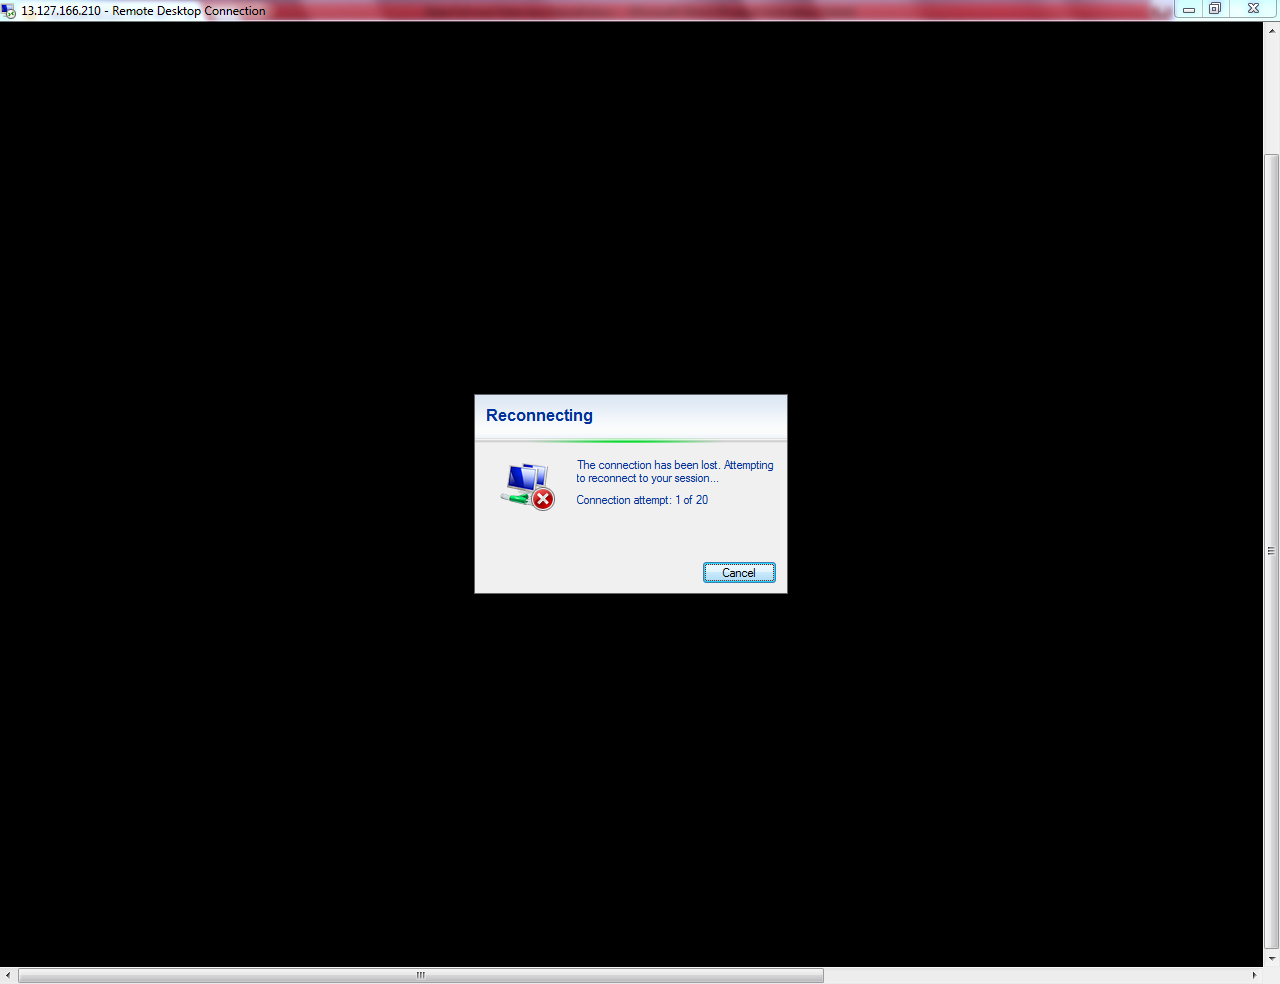 13.127.166.210 - Remote Desktop Connection
Reconnecting
The connection has been lost. Attempting
to reconnect to your session...
Connection attempt: 1 of 20
Cancel